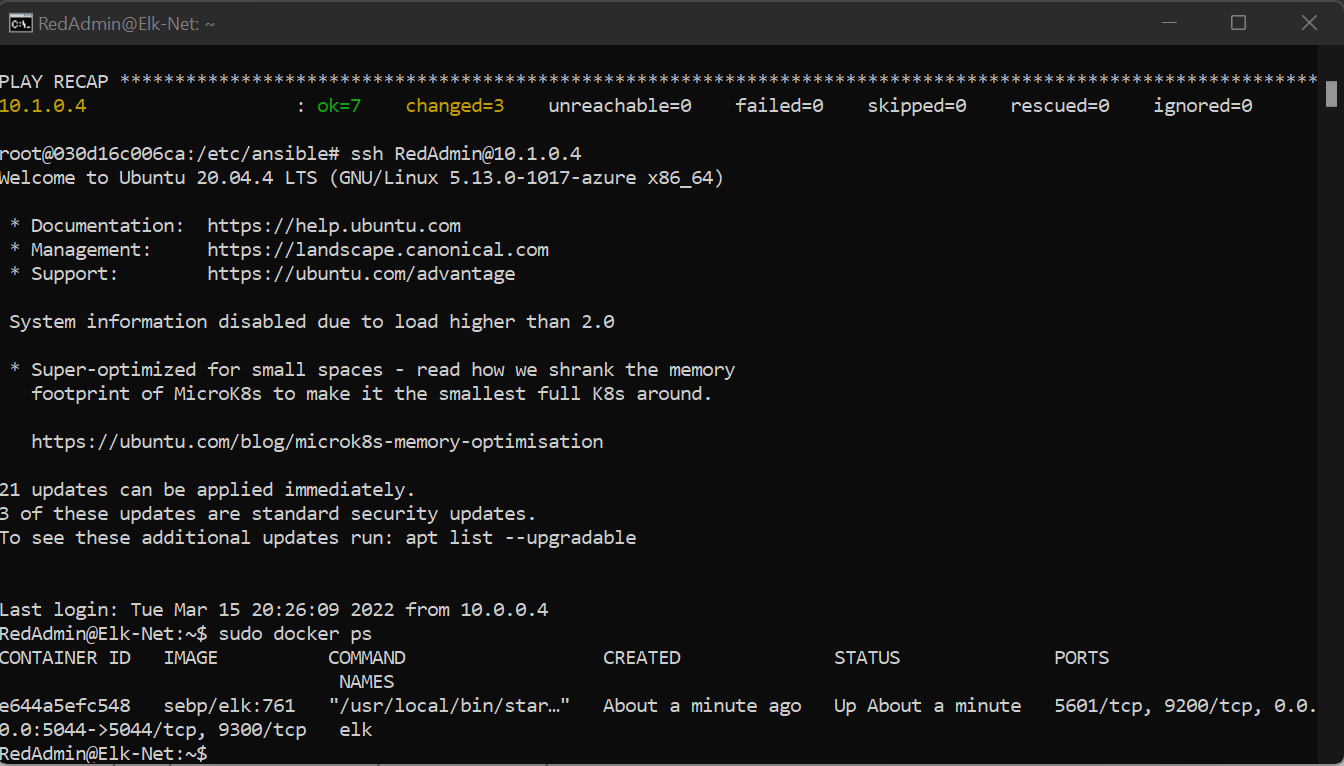 RedAdmin@Elk-Net: ~
PLAY RECAP *************************************************************************************************************
10.1.0.4                   : ok=7    changed=3    unreachable=0    failed=0    skipped=0    rescued=0    ignored=0
root@030d16c006ca:/etc/ansible# ssh RedAdmin@10.1.0.4
Welcome to Ubuntu 20.04.4 LTS (GNU/Linux 5.13.0-1017-azure x86_64)
 * Documentation:  https://help.ubuntu.com
 * Management:     https://landscape.canonical.com
 * Support:        https://ubuntu.com/advantage
 System information disabled due to load higher than 2.0
 * Super-optimized for small spaces - read how we shrank the memory
   footprint of MicroK8s to make it the smallest full K8s around.
   https://ubuntu.com/blog/microk8s-memory-optimisation
21 updates can be applied immediately.
3 of these updates are standard security updates.
To see these additional updates run: apt list --upgradable
Last login: Tue Mar 15 20:26:09 2022 from 10.0.0.4
RedAdmin@Elk-Net:~$ sudo docker ps
CONTAINER ID   IMAGE          COMMAND                  CREATED              STATUS              PORTS
                               NAMES
e644a5efc548   sebp/elk:761   "/usr/local/bin/star…"   About a minute ago   Up About a minute   5601/tcp, 9200/tcp, 0.0.
0.0:5044->5044/tcp, 9300/tcp   elk
RedAdmin@Elk-Net:~$